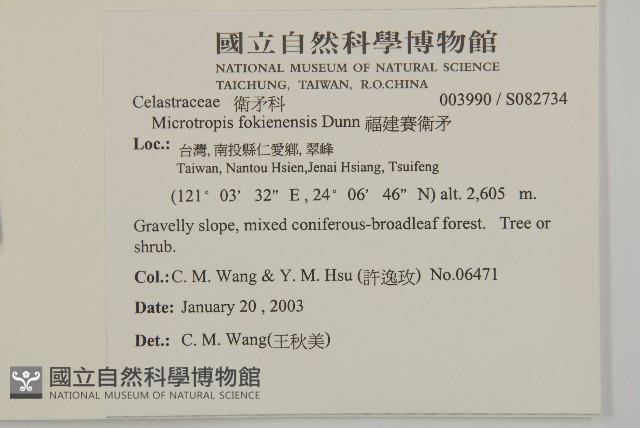 國立自然科學博物館
NATIONAL MUSEUM OF NATURAL SCIENCE
TAICHUNG, TAIWAN, R.O.CHINA
Celastraceae 衛矛科 003990 / S082734
Microtropis fokienensis Dunn 福建賽衛矛
Loc.: 台灣, 南投縣仁愛鄉, 翠峰
Taiwan, Nantou Hsien,Jenai Hsiang, Tsuifeng
(121° 03' 32" E , 24° 06' 46" N) alt. 2,605 m.
Gravelly slope, mixed coniferous-broadleaf forest. Tree or
shrub.
Col.: C. M. Wang & Y. M. Hsu (許逸玫) No.06471
Date: January 20 , 2003
Det.: C. M. Wang(王秋美)
國立自然科學博物館
NATIONAL MUSEUM OF NATURAL SCIENCE